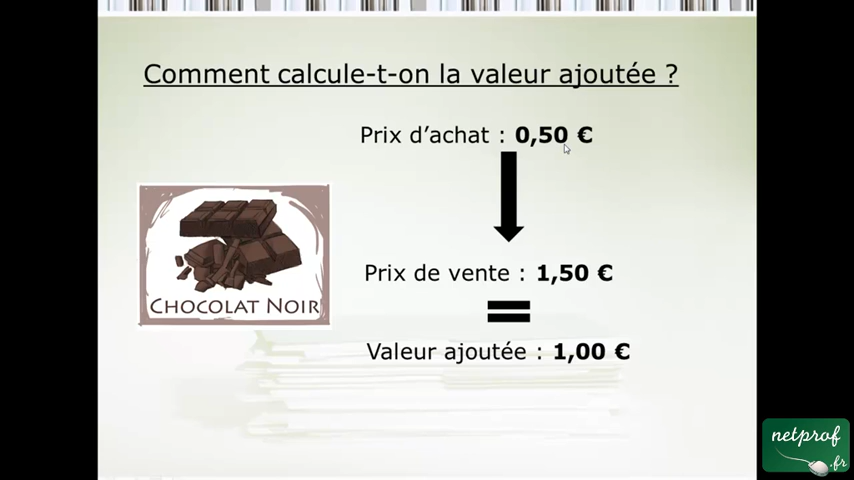 Comment calcule-t-on la valeur ajoutée ?
Prix d’achat : 0,50 €
Prix de vente : 1,50 €
CHOCOLAT NOIR
=
Valeur ajoutée : 1,00 €
netprof
.fr